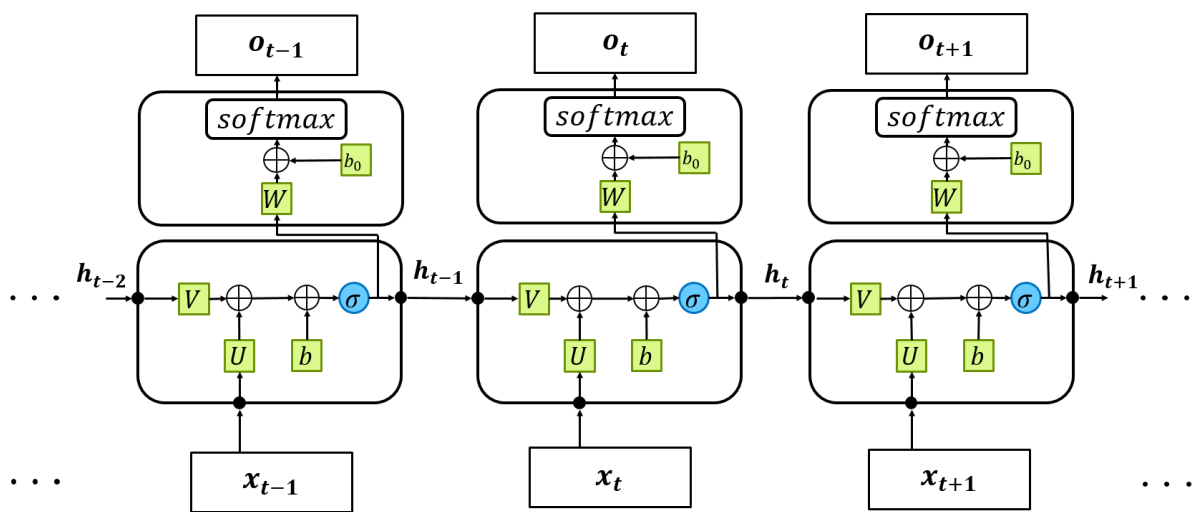 o_{t-1} o_t o_{t+1}
softmax softmax softmax
b_0 b_0 b_0
W W W
h_{t-2} h_{t-1} h_t h_{t+1}
. . . V σ V σ V σ . . .
U b U b U b
. . . x_{t-1} x_t x_{t+1} . . .